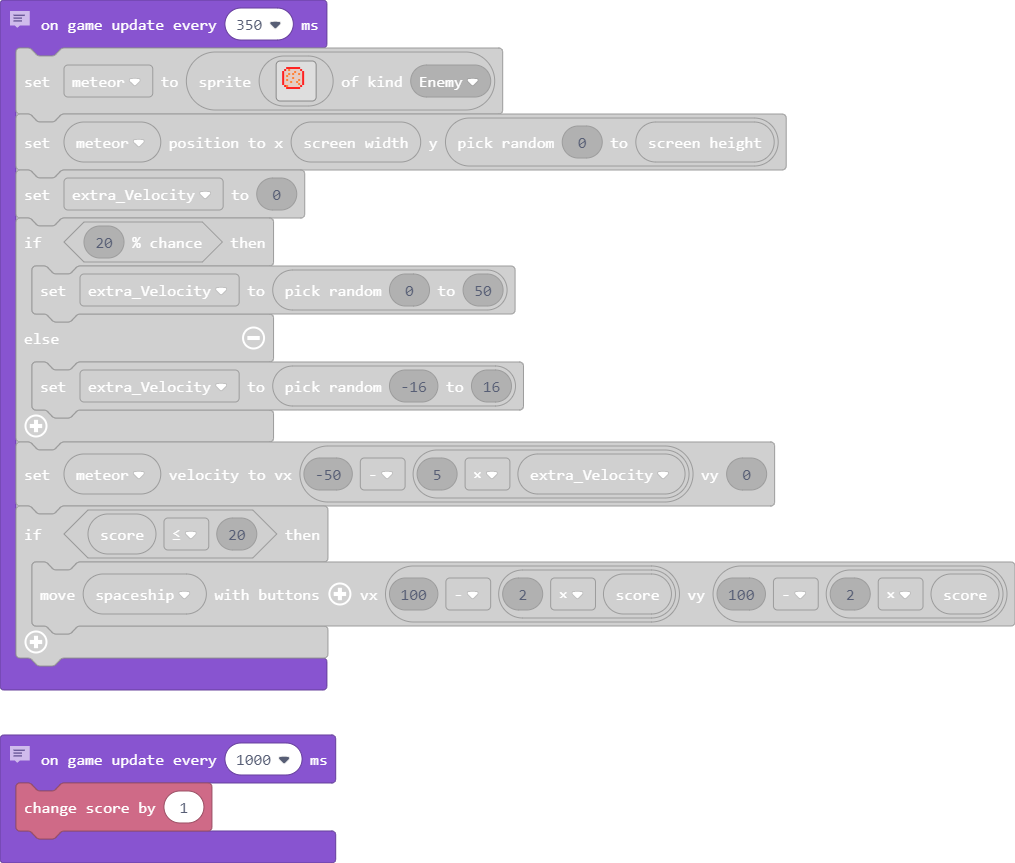 on game update every 350 ms
set meteor to sprite of kind Enemy
set meteor position to x screen width y pick random 0 to screen height
set extra_Velocity to 0
if 20 % chance then
set extra_Velocity to pick random 0 to 50
else
set extra_Velocity to pick random -16 to 16
set meteor velocity to vx -50 - 5 × extra_Velocity vy 0
if score ≤ 20 then
move spaceship with buttons vx 100 - 2 × score vy 100 - 2 × score
on game update every 1000 ms
change score by 1